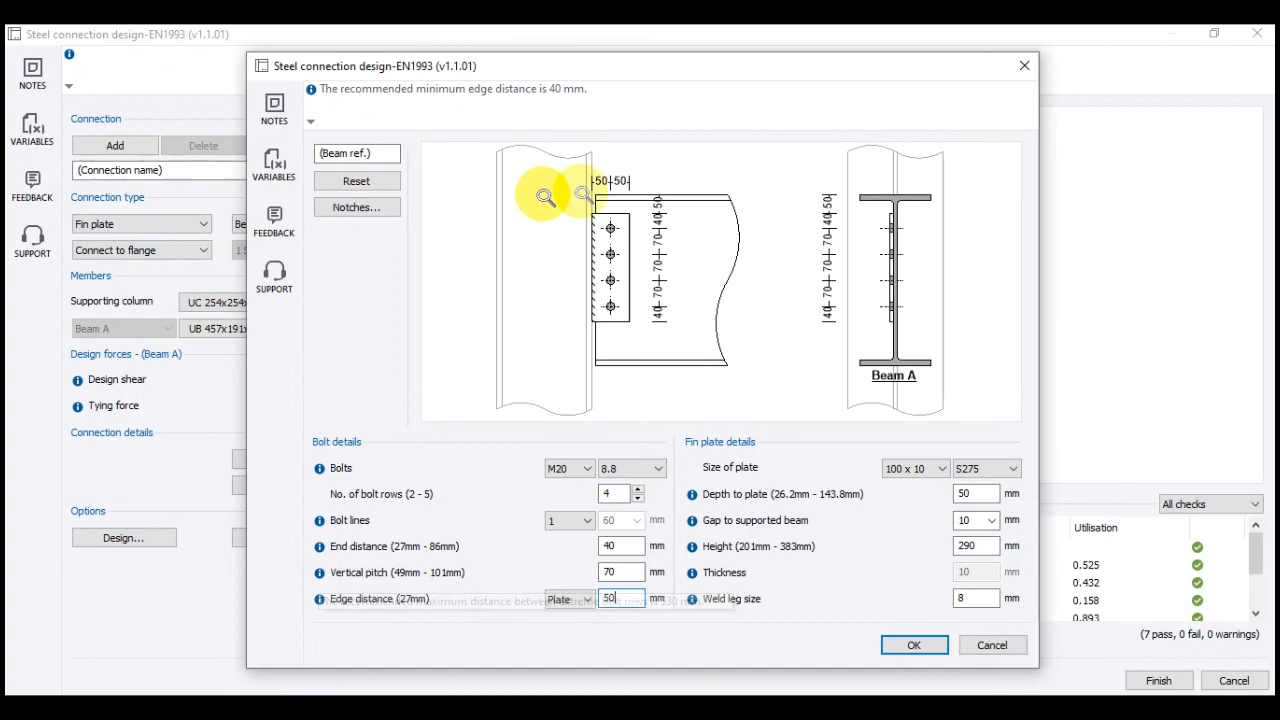 Steel connection design-EN1993 (v1.1.01)
NOTES
VARIABLES
FEEDBACK
SUPPORT
Connection
Add
Delete
(Connection name)
Connection type
Fin plate
Be
Connect to flange
1 S
Members
Supporting column
UC 254x254x
Beam A
UB 457x191x
Design forces - (Beam A)
Design shear
Tying force
Connection details
Options
Design...
Steel connection design-EN1993 (v1.1.01)
NOTES
VARIABLES
FEEDBACK
SUPPORT
The recommended minimum edge distance is 40 mm.
(Beam ref.)
Reset
Notches...
50 50
50
40
70
70
70
40
50
40
70
70
70
40
Beam A
Bolt details
Bolts
M20
8.8
No. of bolt rows (2 - 5)
4
Bolt lines
1
60
mm
End distance (27mm - 86mm)
40
mm
Vertical pitch (49mm - 101mm)
70
mm
Edge distance (27mm)
Plate
50
mm
Fin plate details
Size of plate
100 x 10
S275
Depth to plate (26.2mm - 143.8mm)
50
mm
Gap to supported beam
10
mm
Height (201mm - 383mm)
290
mm
Thickness
10
mm
Weld leg size
8
mm
OK
Cancel
All checks
Utilisation
0.525
0.432
0.158
0.893
(7 pass, 0 fail, 0 warnings)
Finish
Cancel